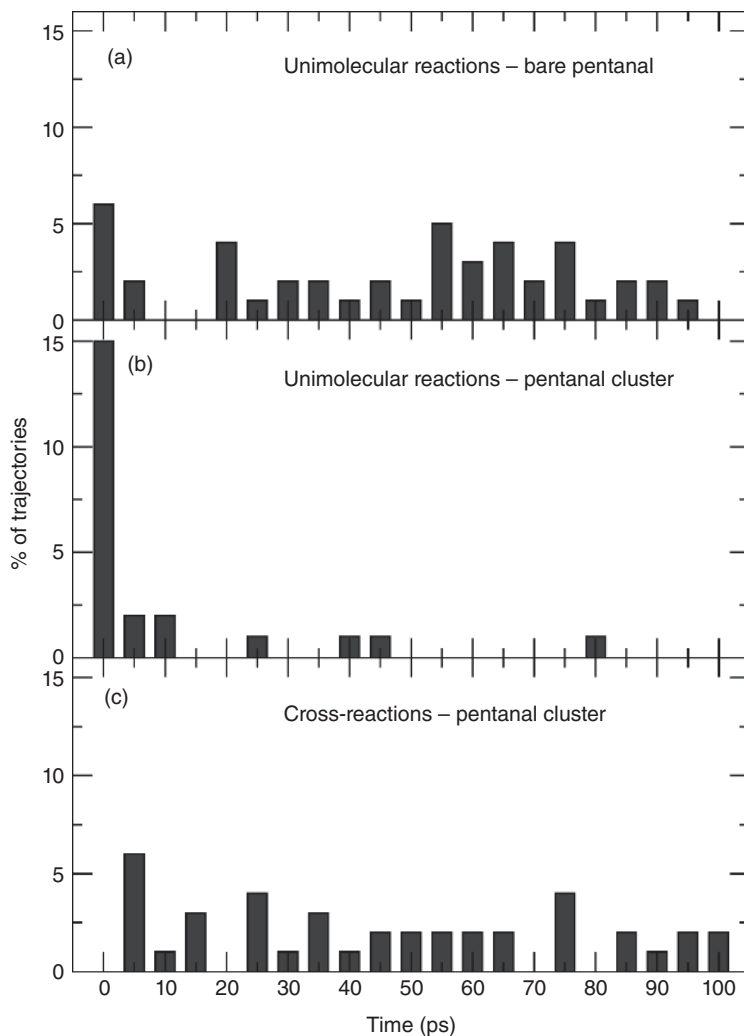 15
(a)
Unimolecular reactions – bare pentanal
10
5
0
15
(b)
Unimolecular reactions – pentanal cluster
10
5
0
% of trajectories
15
(c)
Cross-reactions – pentanal cluster
10
5
0
0 10 20 30 40 50 60 70 80 90 100
Time (ps)